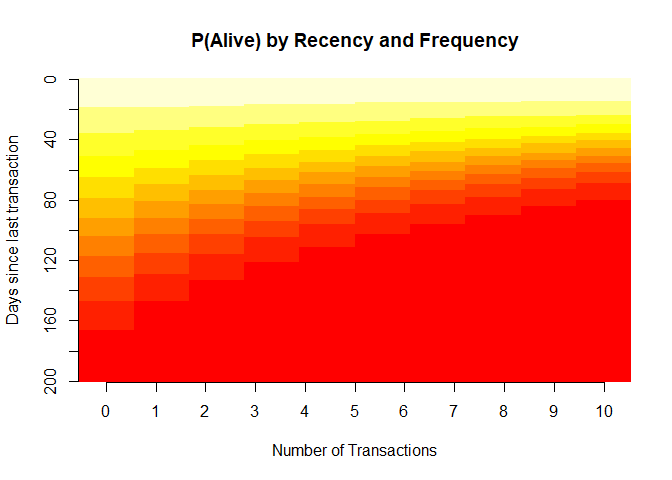 P(Alive) by Recency and Frequency
Days since last transaction
0
40
80
120
160
200
0 1 2 3 4 5 6 7 8 9 10
Number of Transactions